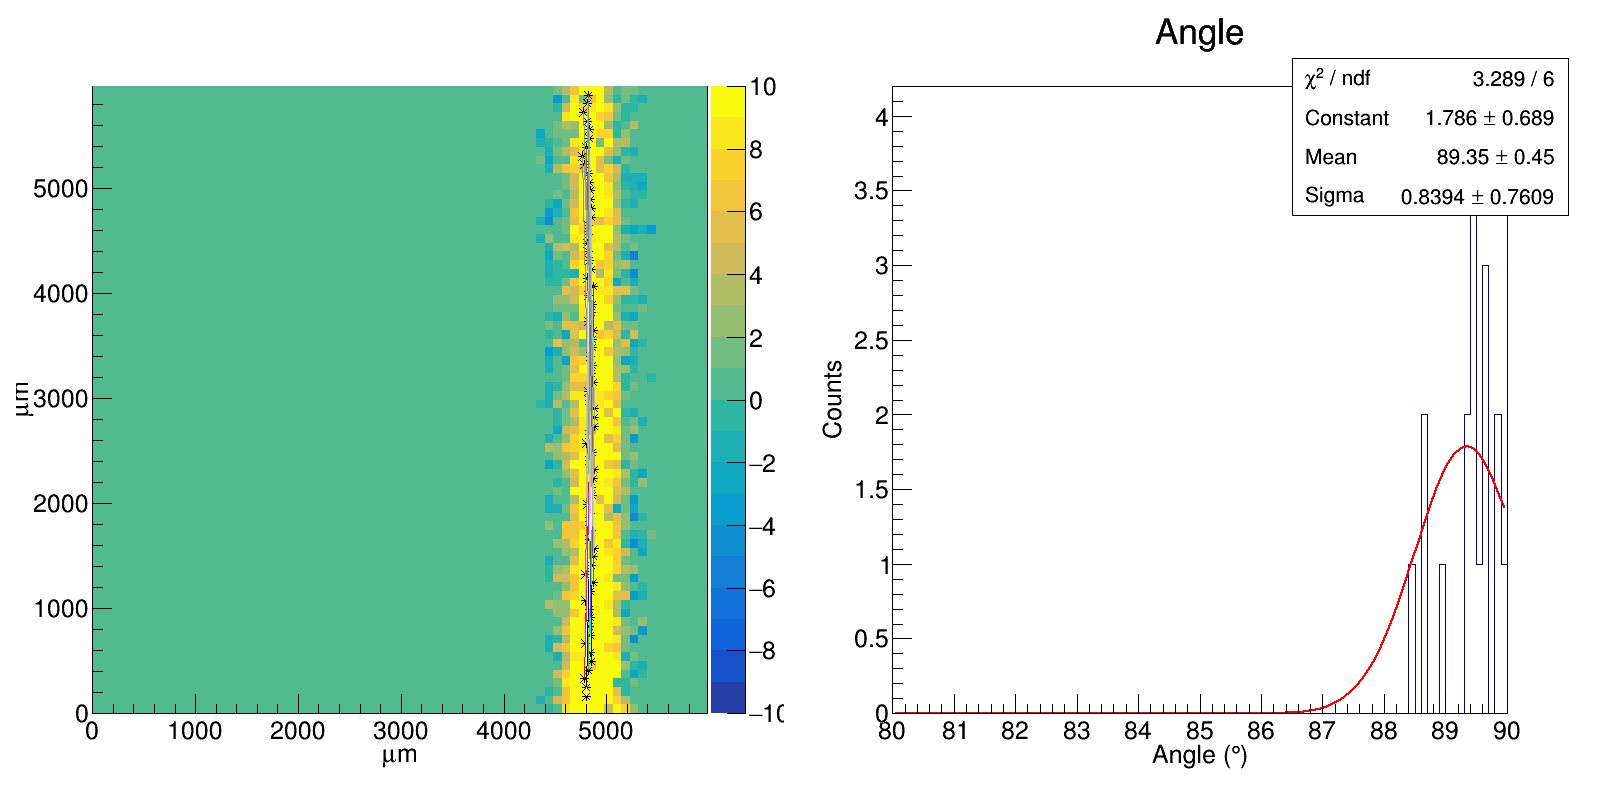 Angle
χ² / ndf 3.289 / 6
Constant 1.786 ± 0.689
Mean 89.35 ± 0.45
Sigma 0.8394 ± 0.7609
μm
5000
4000
3000
2000
1000
0
0 1000 2000 3000 4000 5000
μm
10
8
6
4
2
0
−2
−4
−6
−8
−10
Counts
4
3.5
3
2.5
2
1.5
1
0.5
0
80 81 82 83 84 85 86 87 88 89 90
Angle (°)